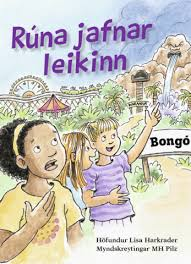 Rúna jafnar
leikinn
Bongó
Höfundur Lisa Harkrader
Myndskreytingar MH Pilz